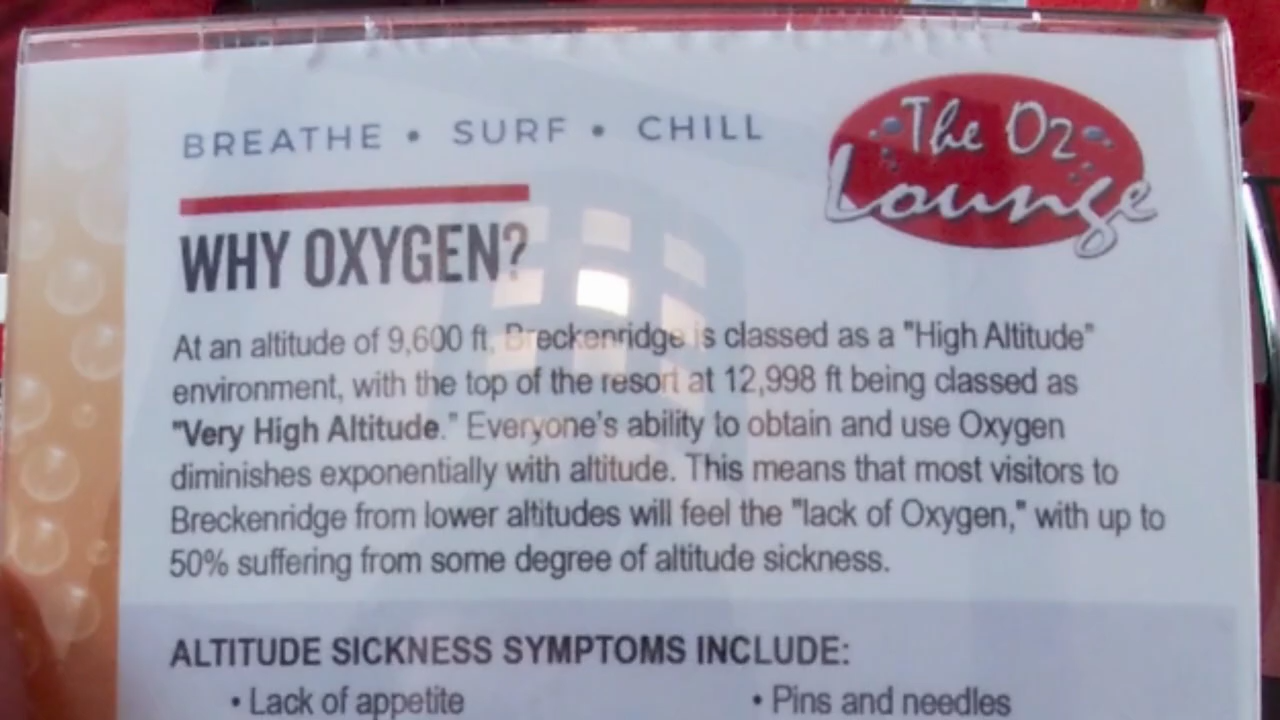 BREATHE • SURF • CHILL
The O2
Lounge
WHY OXYGEN?
At an altitude of 9,600 ft, Breckenridge is classed as a "High Altitude"
environment, with the top of the resort at 12,998 ft being classed as
"Very High Altitude." Everyone's ability to obtain and use Oxygen
diminishes exponentially with altitude. This means that most visitors to
Breckenridge from lower altitudes will feel the "lack of Oxygen," with up to
50% suffering from some degree of altitude sickness.
ALTITUDE SICKNESS SYMPTOMS INCLUDE:
• Lack of appetite
• Pins and needles